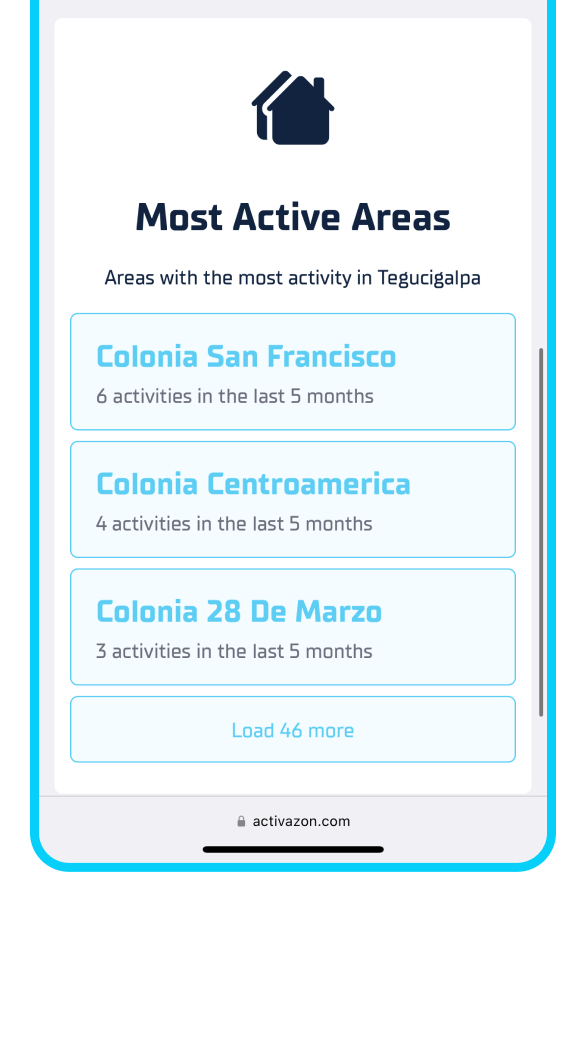 Most Active Areas
Areas with the most activity in Tegucigalpa
Colonia San Francisco
6 activities in the last 5 months
Colonia Centroamerica
4 activities in the last 5 months
Colonia 28 De Marzo
3 activities in the last 5 months
Load 46 more
activazon.com